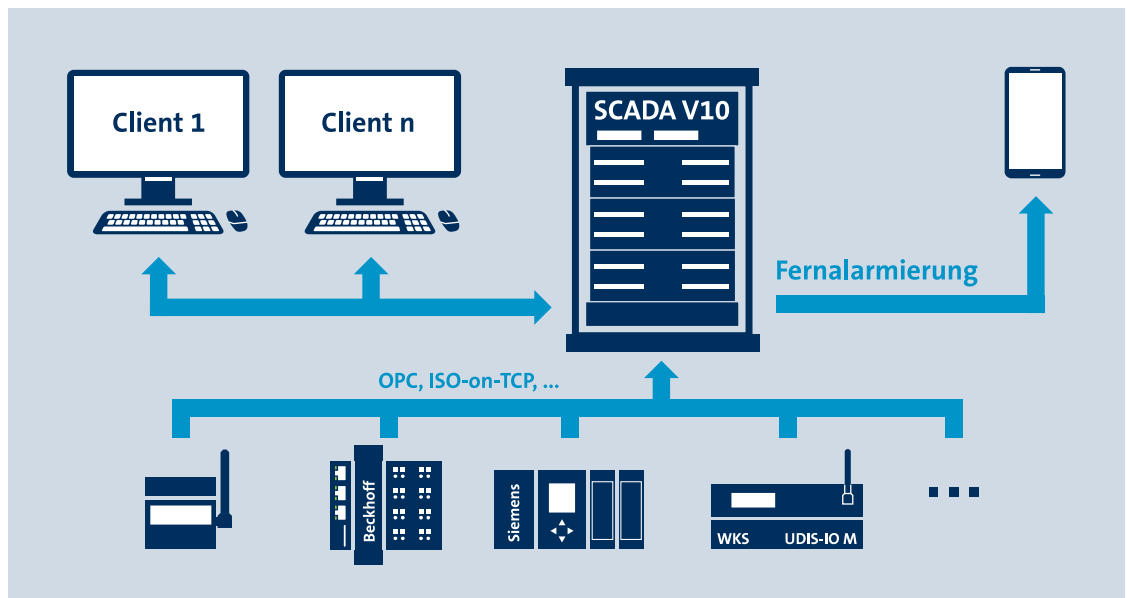 Client 1
Client n
SCADA V10
Fernalarmierung
OPC, ISO-on-TCP, ...
Beckhoff
Siemens
WKS UDIS-IO M